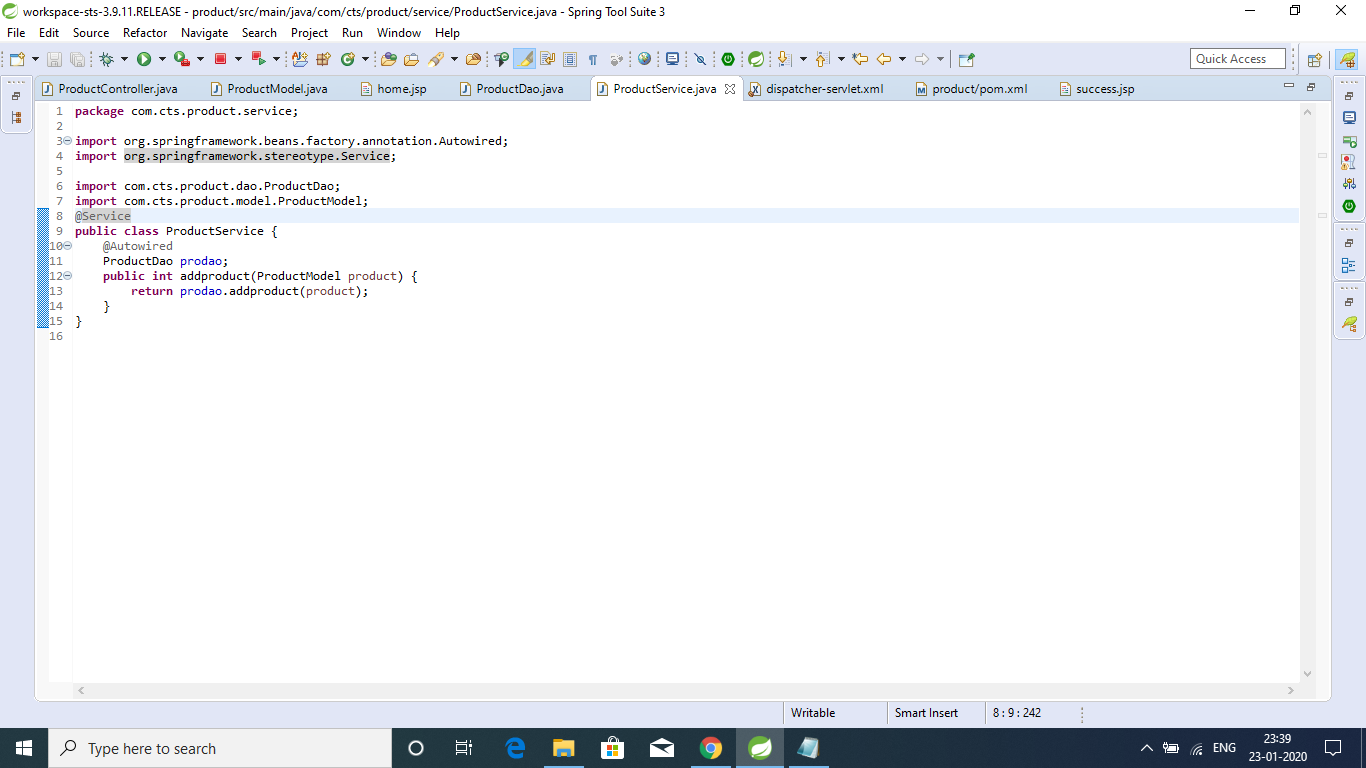 workspace-sts-3.9.11.RELEASE - product/src/main/java/com/cts/product/service/ProductService.java - Spring Tool Suite 3
File Edit Source Refactor Navigate Search Project Run Window Help
Quick Access
ProductController.java ProductModel.java home.jsp ProductDao.java ProductService.java dispatcher-servlet.xml product/pom.xml success.jsp
1 package com.cts.product.service;
2
3 import org.springframework.beans.factory.annotation.Autowired;
4 import org.springframework.stereotype.Service;
5
6 import com.cts.product.dao.ProductDao;
7 import com.cts.product.model.ProductModel;
8 @Service
9 public class ProductService {
10 @Autowired
11 ProductDao prodao;
12 public int addproduct(ProductModel product) {
13 return prodao.addproduct(product);
14 }
15 }
16
Writable Smart Insert 8 : 9 : 242
Type here to search
ENG
23:39
23-01-2020